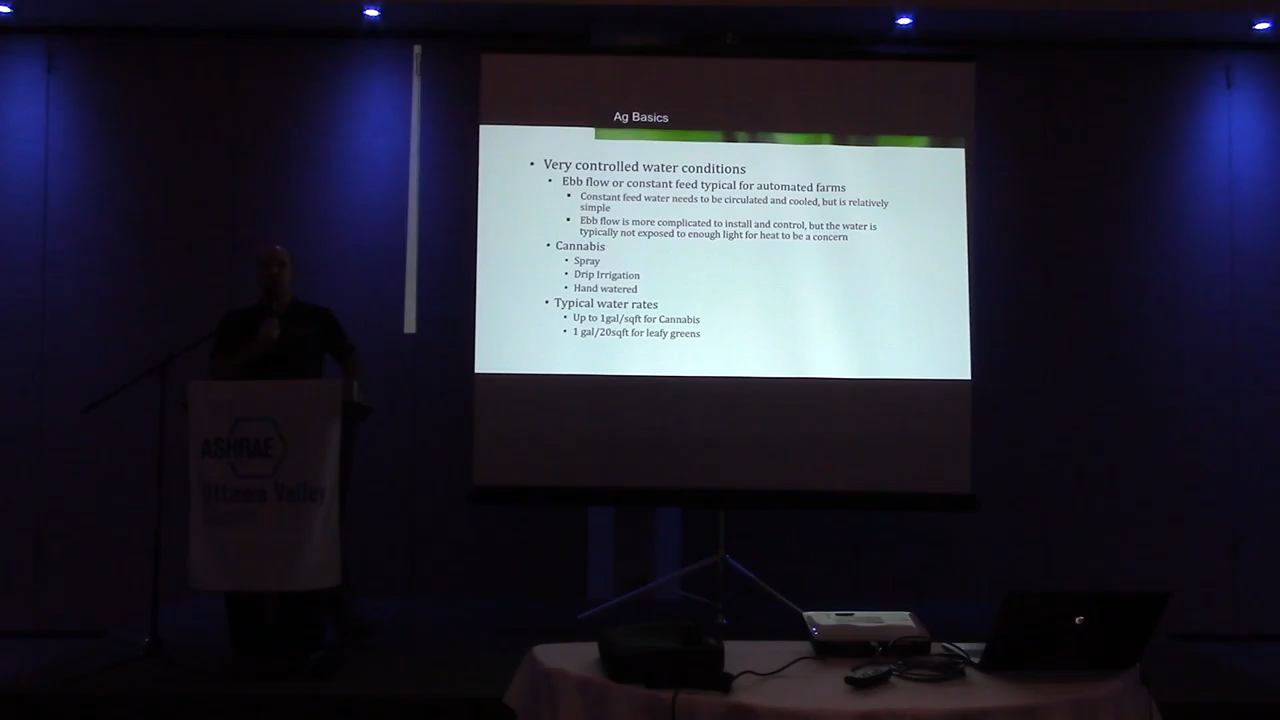 Ag Basics
• Very controlled water conditions
• Ebb flow or constant feed typical for automated farms
• Constant feed water needs to be circulated and cooled, but is relatively
simple
• Ebb flow is more complicated to install and control, but the water is
typically not exposed to enough light for heat to be a concern
• Cannabis
• Spray
• Drip Irrigation
• Hand watered
• Typical water rates
• Up to 1gal/sqft for Cannabis
• 1 gal/20sqft for leafy greens
ASHRAE
Ottawa Valley